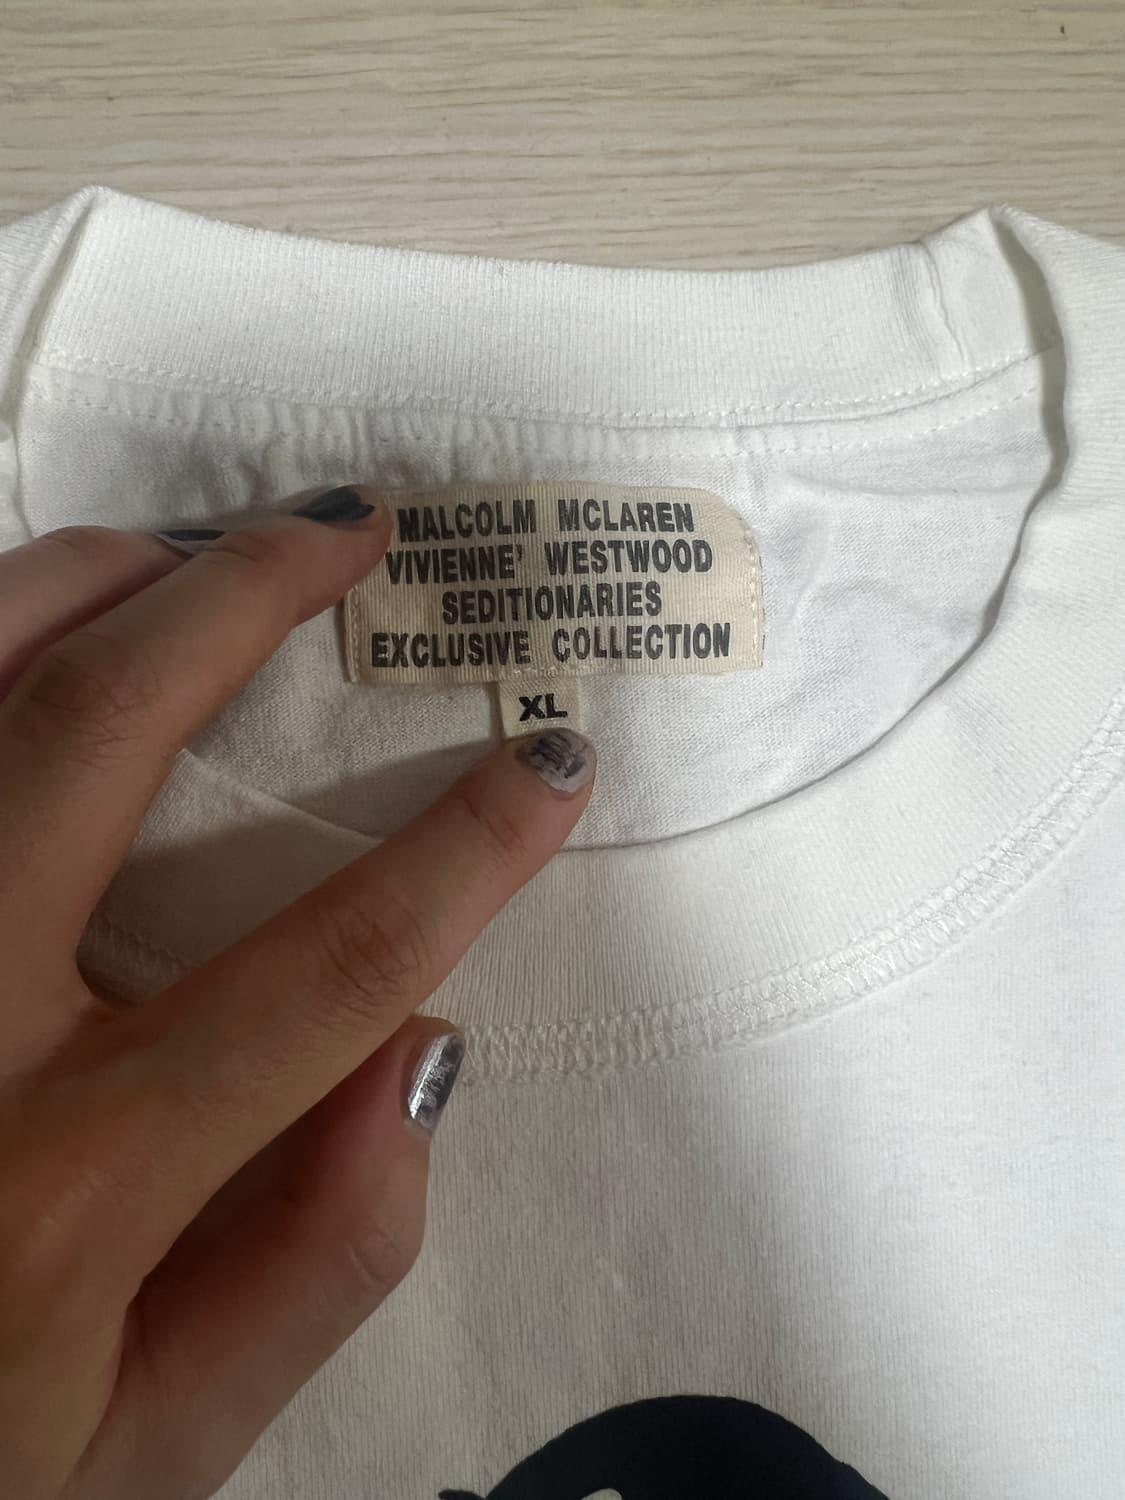 MALCOLM MCLAREN
VIVIENNE' WESTWOOD
SEDITIONARIES
EXCLUSIVE COLLECTION
XL